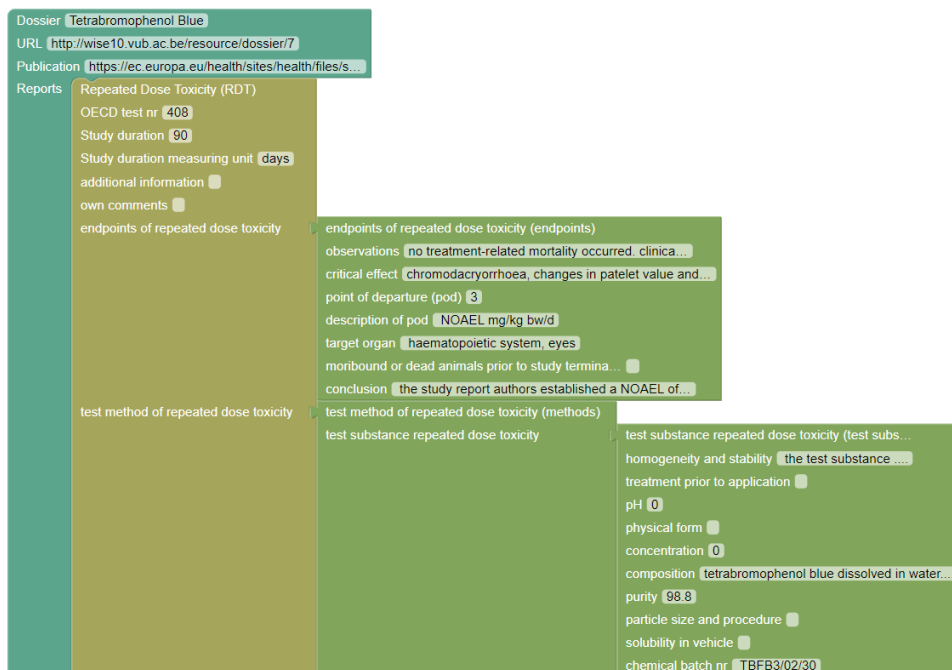 Dossier Tetrabromophenol Blue
URL http://wise10.vub.ac.be/resource/dossier/7
Publication https://ec.europa.eu/health/sites/health/files/s...
Reports Repeated Dose Toxicity (RDT)
OECD test nr 408
Study duration 90
Study duration measuring unit days
additional information
own comments
endpoints of repeated dose toxicity endpoints of repeated dose toxicity (endpoints)
observations no treatment-related mortality occurred. clinica...
critical effect chromodacryorrhoea, changes in patelet value and...
point of departure (pod) 3
description of pod NOAEL mg/kg bw/d
target organ haematopoietic system, eyes
moribound or dead animals prior to study termina...
conclusion the study report authors established a NOAEL of...
test method of repeated dose toxicity test method of repeated dose toxicity (methods)
test substance repeated dose toxicity test substance repeated dose toxicity (test subs...
homogeneity and stability the test substance ....
treatment prior to application
pH 0
physical form
concentration 0
composition tetrabromophenol blue dissolved in water...
purity 98.8
particle size and procedure
solubility in vehicle
chemical batch nr TBFB3/02/30